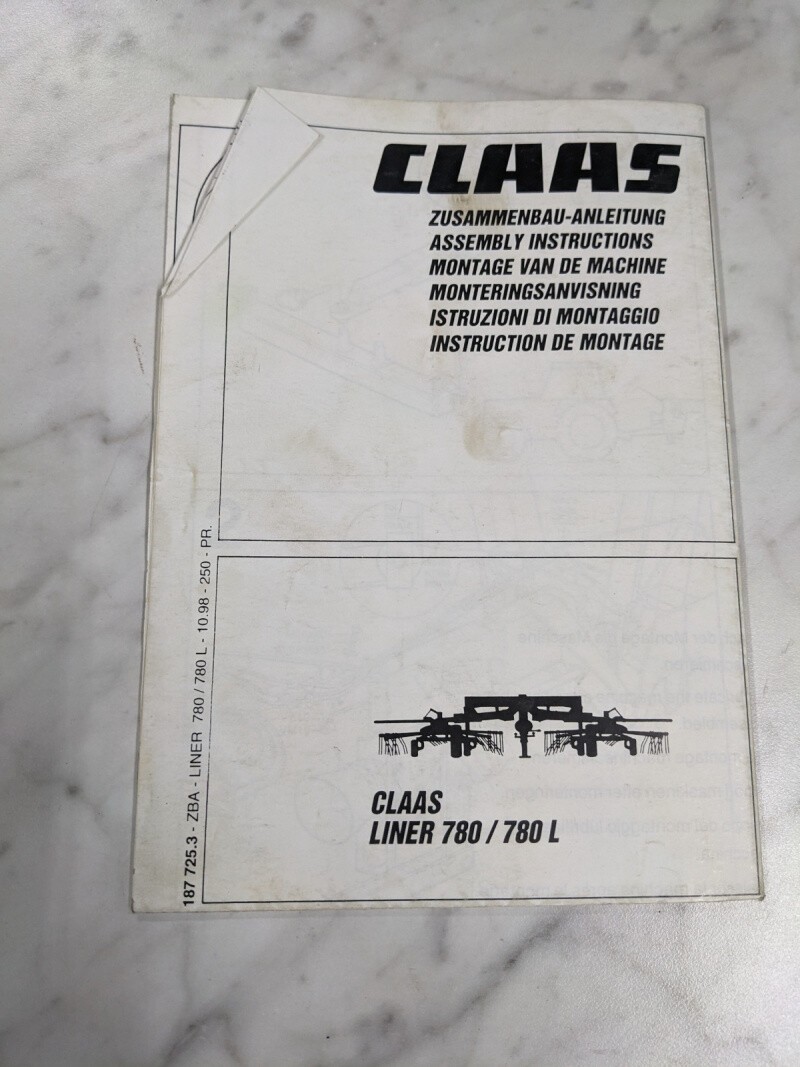 CLAAS
ZUSAMMENBAU-ANLEITUNG
ASSEMBLY INSTRUCTIONS
MONTAGE VAN DE MACHINE
MONTERINGSANVISNING
ISTRUZIONI DI MONTAGGIO
INSTRUCTION DE MONTAGE
CLAAS
LINER 780 / 780 L
187 725.3 - ZBA - LINER 780 / 780 L - 10.98 - 250 - PR.